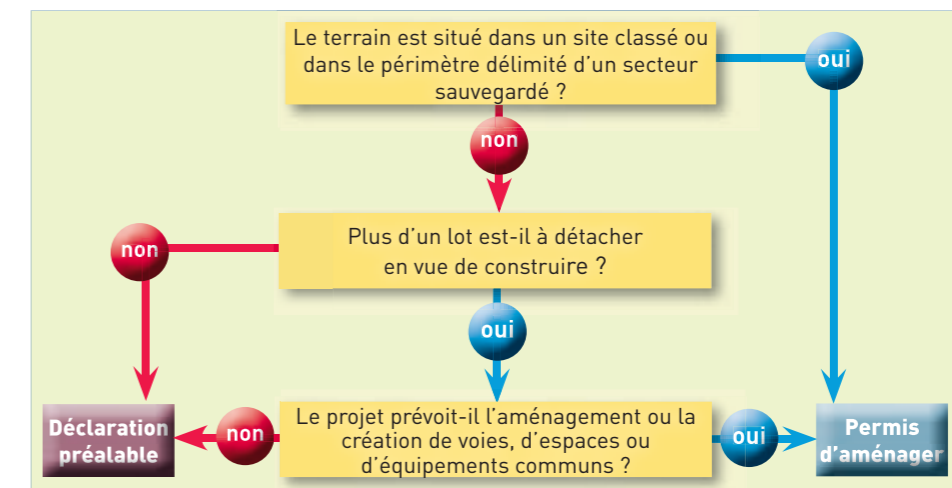 Le terrain est situé dans un site classé ou
dans le périmètre délimité d'un secteur
sauvegardé ?
oui
non
Plus d'un lot est-il à détacher
en vue de construire ?
non
oui
Le projet prévoit-il l'aménagement ou la
création de voies, d'espaces ou
d'équipements communs ?
non
oui
Déclaration
préalable
Permis
d'aménager